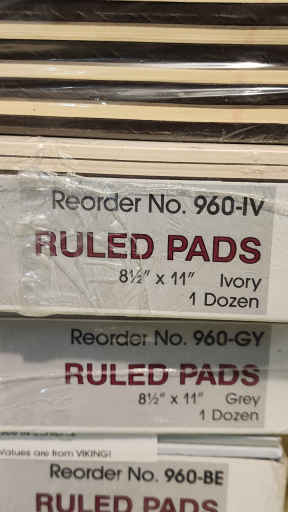 Reorder No. 960-IV
RULED PADS
8½" x 11" Ivory
1 Dozen
Reorder No. 960-GY
RULED PADS
8½" x 11" Grey
1 Dozen
Values are from VIKING!
Reorder No. 960-BE
RULED PADS